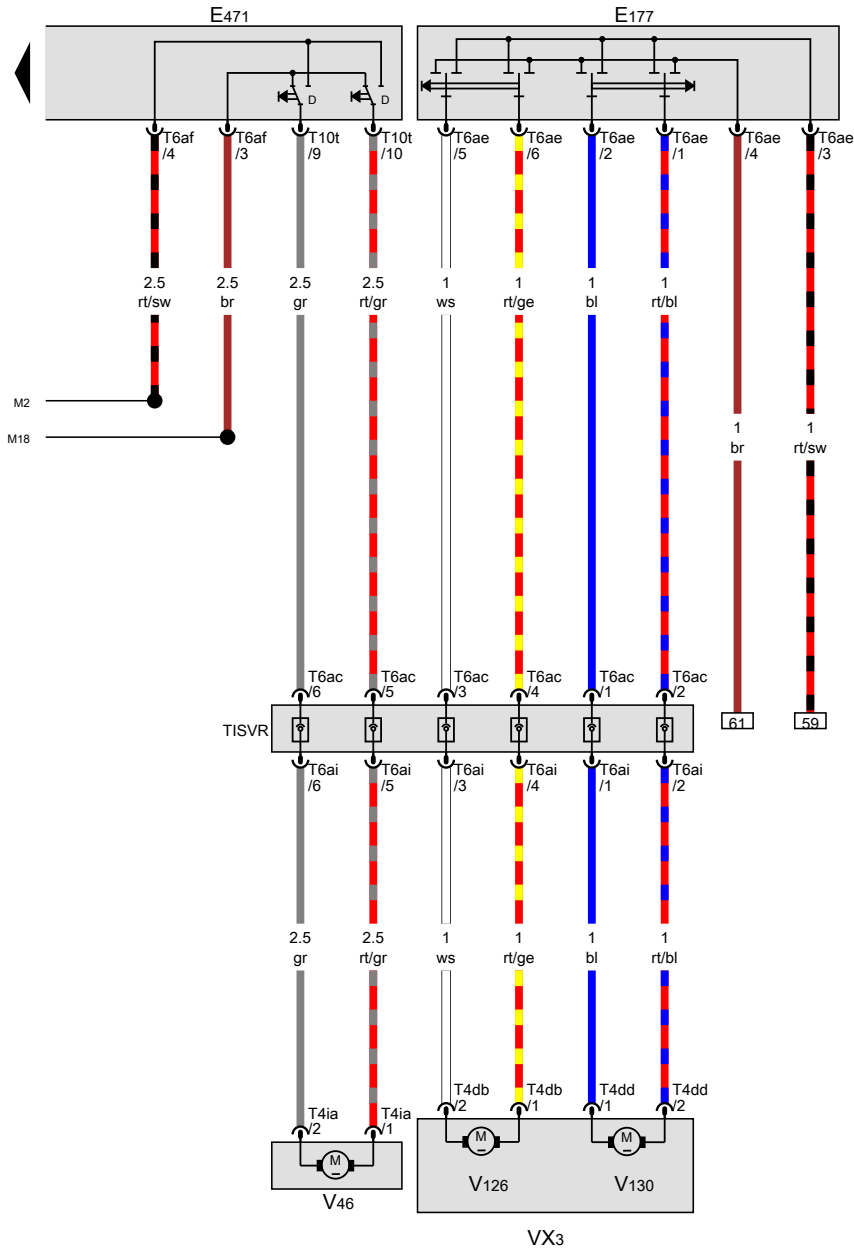 E471 E177
D D
T6af T6af T10t T10t T6ae T6ae T6ae T6ae T6ae T6ae
/4 /3 /9 /10 /5 /6 /2 /1 /4 /3
2.5 2.5 2.5 2.5 1 1 1 1
rt/sw br gr rt/gr ws rt/ge bl rt/bl
M2
M18
1 1
br rt/sw
T6ac T6ac T6ac T6ac T6ac T6ac
/6 /5 /3 /4 /1 /2
61 59
TISVR
T6ai T6ai T6ai T6ai T6ai T6ai
/6 /5 /3 /4 /1 /2
2.5 2.5 1 1 1 1
gr rt/gr ws rt/ge bl rt/bl
T4db T4db T4dd T4dd
/2 /1 /1 /2
T4ia T4ia
/2 /1
M M
M
V126 V130
V46
VX3